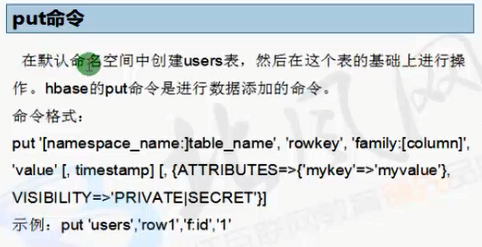 put命令
在默认命名空间中创建users表，然后在这个表的基础上进行操
作。hbase的put命令是进行数据添加的命令。
命令格式：
put '[namespace_name:]table_name', 'rowkey', 'family:[column]',
'value' [, timestamp] [, {ATTRIBUTES=>{'mykey'=>'myvalue'},
VISIBILITY=>'PRIVATE|SECRET'}]
示例：put 'users','row1','f:id','1'